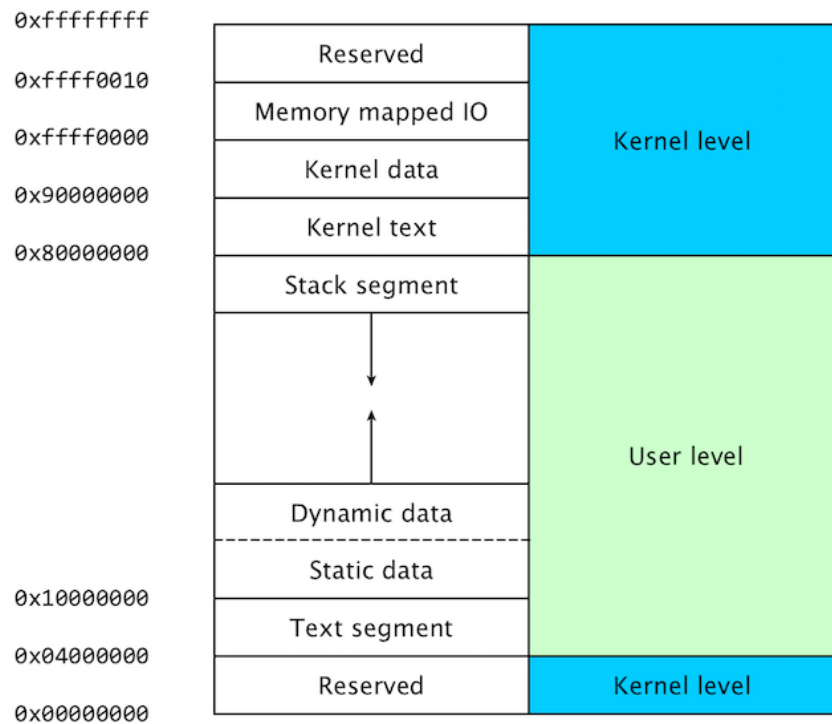 0xffffffff
Reserved
0xffff0010
Memory mapped IO
0xffff0000
Kernel level
Kernel data
0x90000000
Kernel text
0x80000000
Stack segment
User level
Dynamic data
Static data
0x10000000
Text segment
0x04000000
Reserved
Kernel level
0x00000000